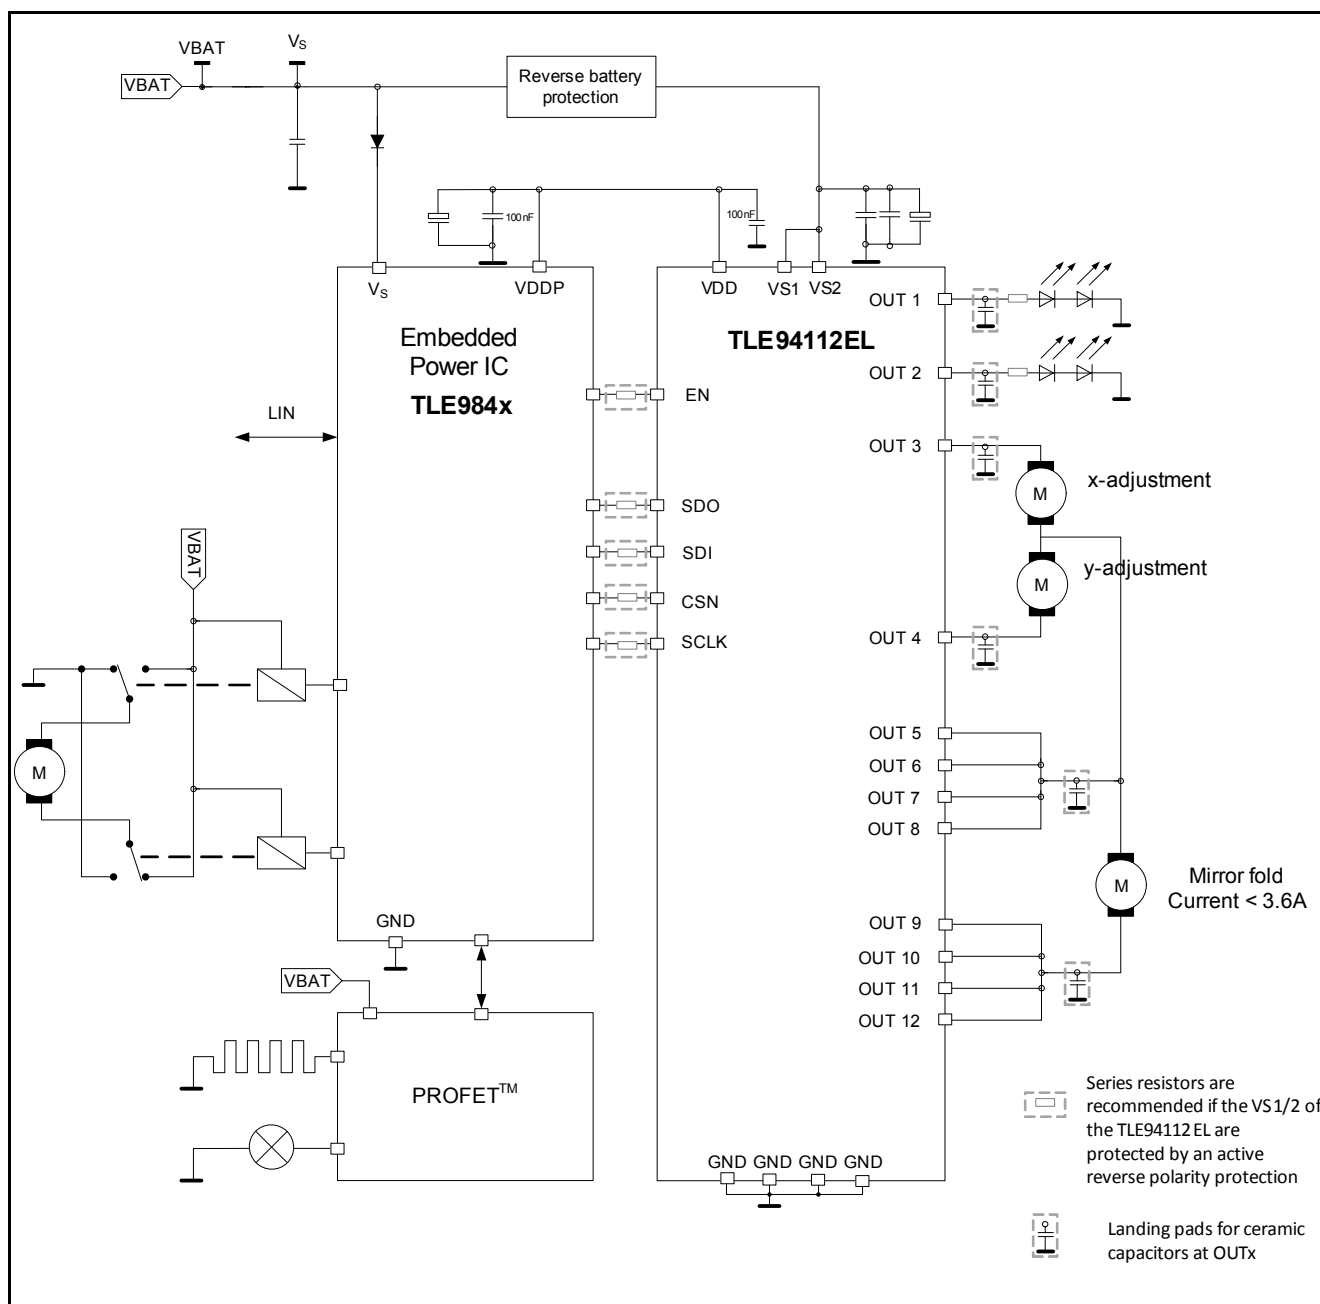 VBAT
VS
VBAT
Reverse battery
protection
100nF
100nF
VS
VDDP
VDD
VS1
VS2
OUT 1
Embedded
Power IC
TLE984x
TLE94112EL
OUT 2
EN
LIN
OUT 3
x-adjustment
M
SDO
VBAT
SDI
M
y-adjustment
CSN
SCLK
OUT 4
OUT 5
M
OUT 6
OUT 7
OUT 8
M
Mirror fold
Current < 3.6A
GND
OUT 9
OUT 10
VBAT
OUT 11
OUT 12
PROFET™
Series resistors are
recommended if the VS1/2 of
the TLE94112EL are
protected by an active
reverse polarity protection
GND GND GND GND
Landing pads for ceramic
capacitors at OUTx